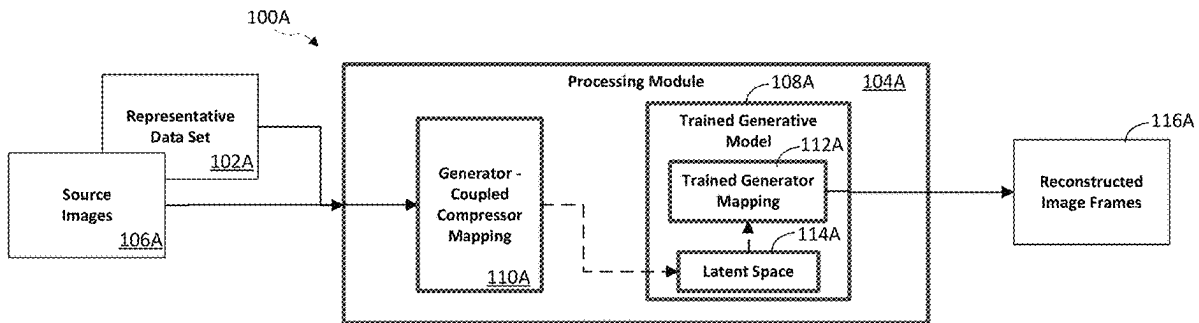 100A
Processing Module
104A
108A
Representative
Data Set
102A
Source
Images
106A
Generator -
Coupled
Compressor
Mapping
110A
Trained Generative
Model
112A
Trained Generator
Mapping
114A
Latent Space
116A
Reconstructed
Image Frames